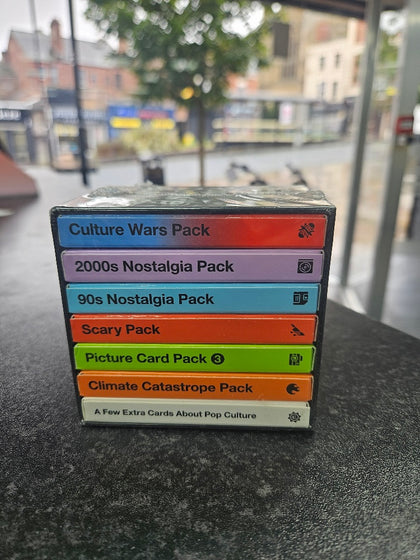 Culture Wars Pack
2000s Nostalgia Pack
90s Nostalgia Pack
Scary Pack
Picture Card Pack 3
Climate Catastrope Pack
A Few Extra Cards About Pop Culture